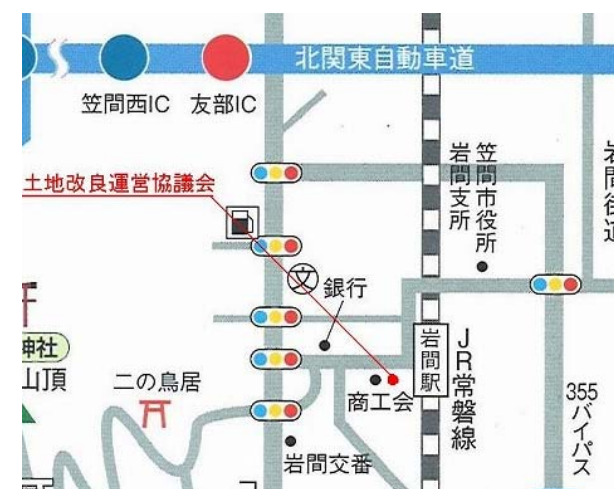 北関東自動車道
笠間西IC
友部IC
土地改良運営協議会
笠間市役所
岩間支所
岩間街道
文
銀行
神社
山頂
二の鳥居
商工会
岩間駅
JR常磐線
355バイパス
岩間交番